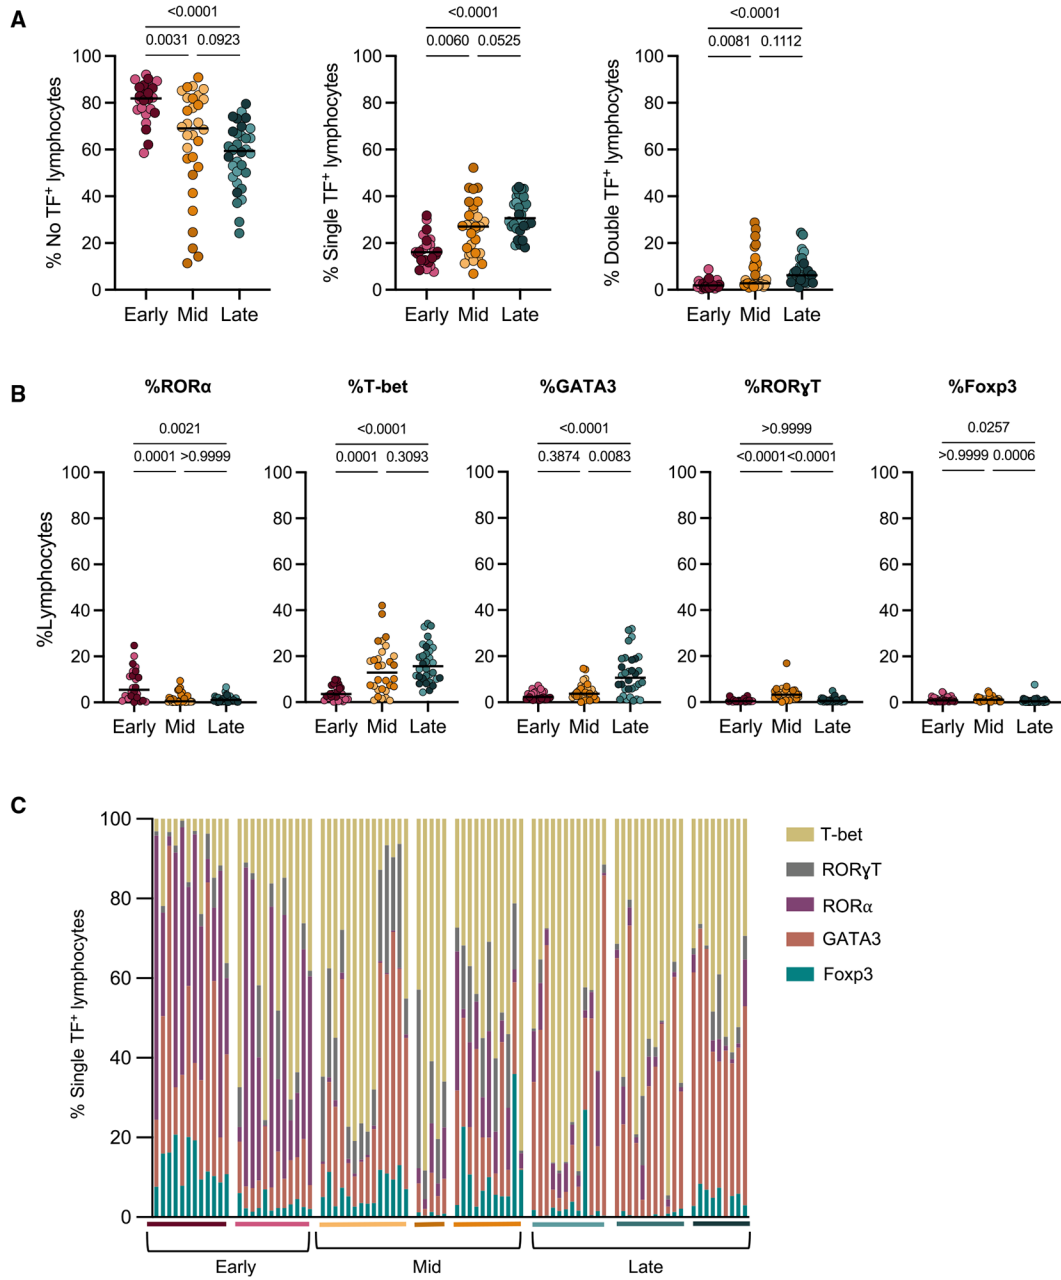 A
<0.0001
0.0031 0.0923
% No TF⁺ lymphocytes
100
80
60
40
20
0
Early Mid Late
<0.0001
0.0060 0.0525
% Single TF⁺ lymphocytes
100
80
60
40
20
0
Early Mid Late
<0.0001
0.0081 0.1112
% Double TF⁺ lymphocytes
100
80
60
40
20
0
Early Mid Late
B
%RORα
0.0021
0.0001 >0.9999
%Lymphocytes
100
80
60
40
20
0
Early Mid Late
%T-bet
<0.0001
0.0001 0.3093
100
80
60
40
20
0
Early Mid Late
%GATA3
<0.0001
0.3874 0.0083
100
80
60
40
20
0
Early Mid Late
%RORɣT
>0.9999
<0.0001 <0.0001
100
80
60
40
20
0
Early Mid Late
%Foxp3
0.0257
>0.9999 0.0006
100
80
60
40
20
0
Early Mid Late
C
% Single TF⁺ lymphocytes
100
80
60
40
20
0
Early Mid Late
T-bet
RORɣT
RORα
GATA3
Foxp3